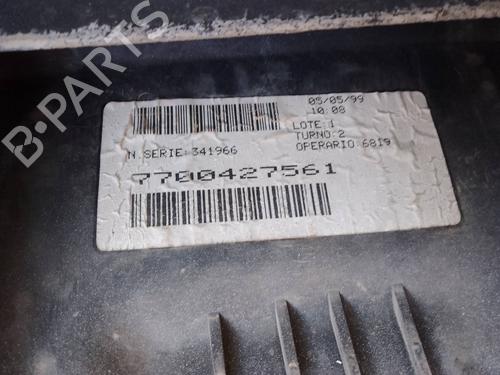 05/05/99
10:08
LOTE:1
TURNO:2
N.SERIE:341966
OPERARIO:6819
7700427561
B-PARTS